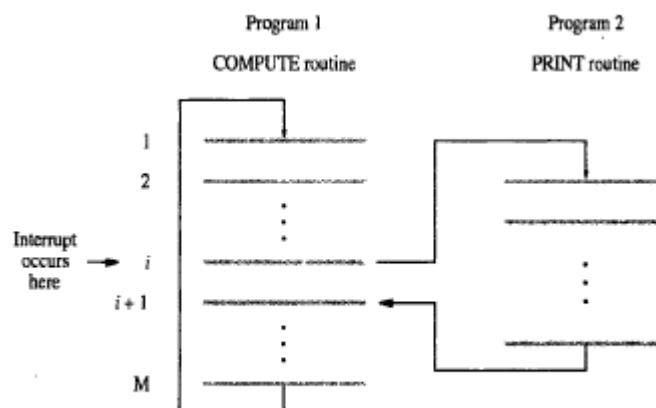 Program 1
Program 2
COMPUTE routine
PRINT routine
1
2
Interrupt
occurs
here
i
i + 1
M